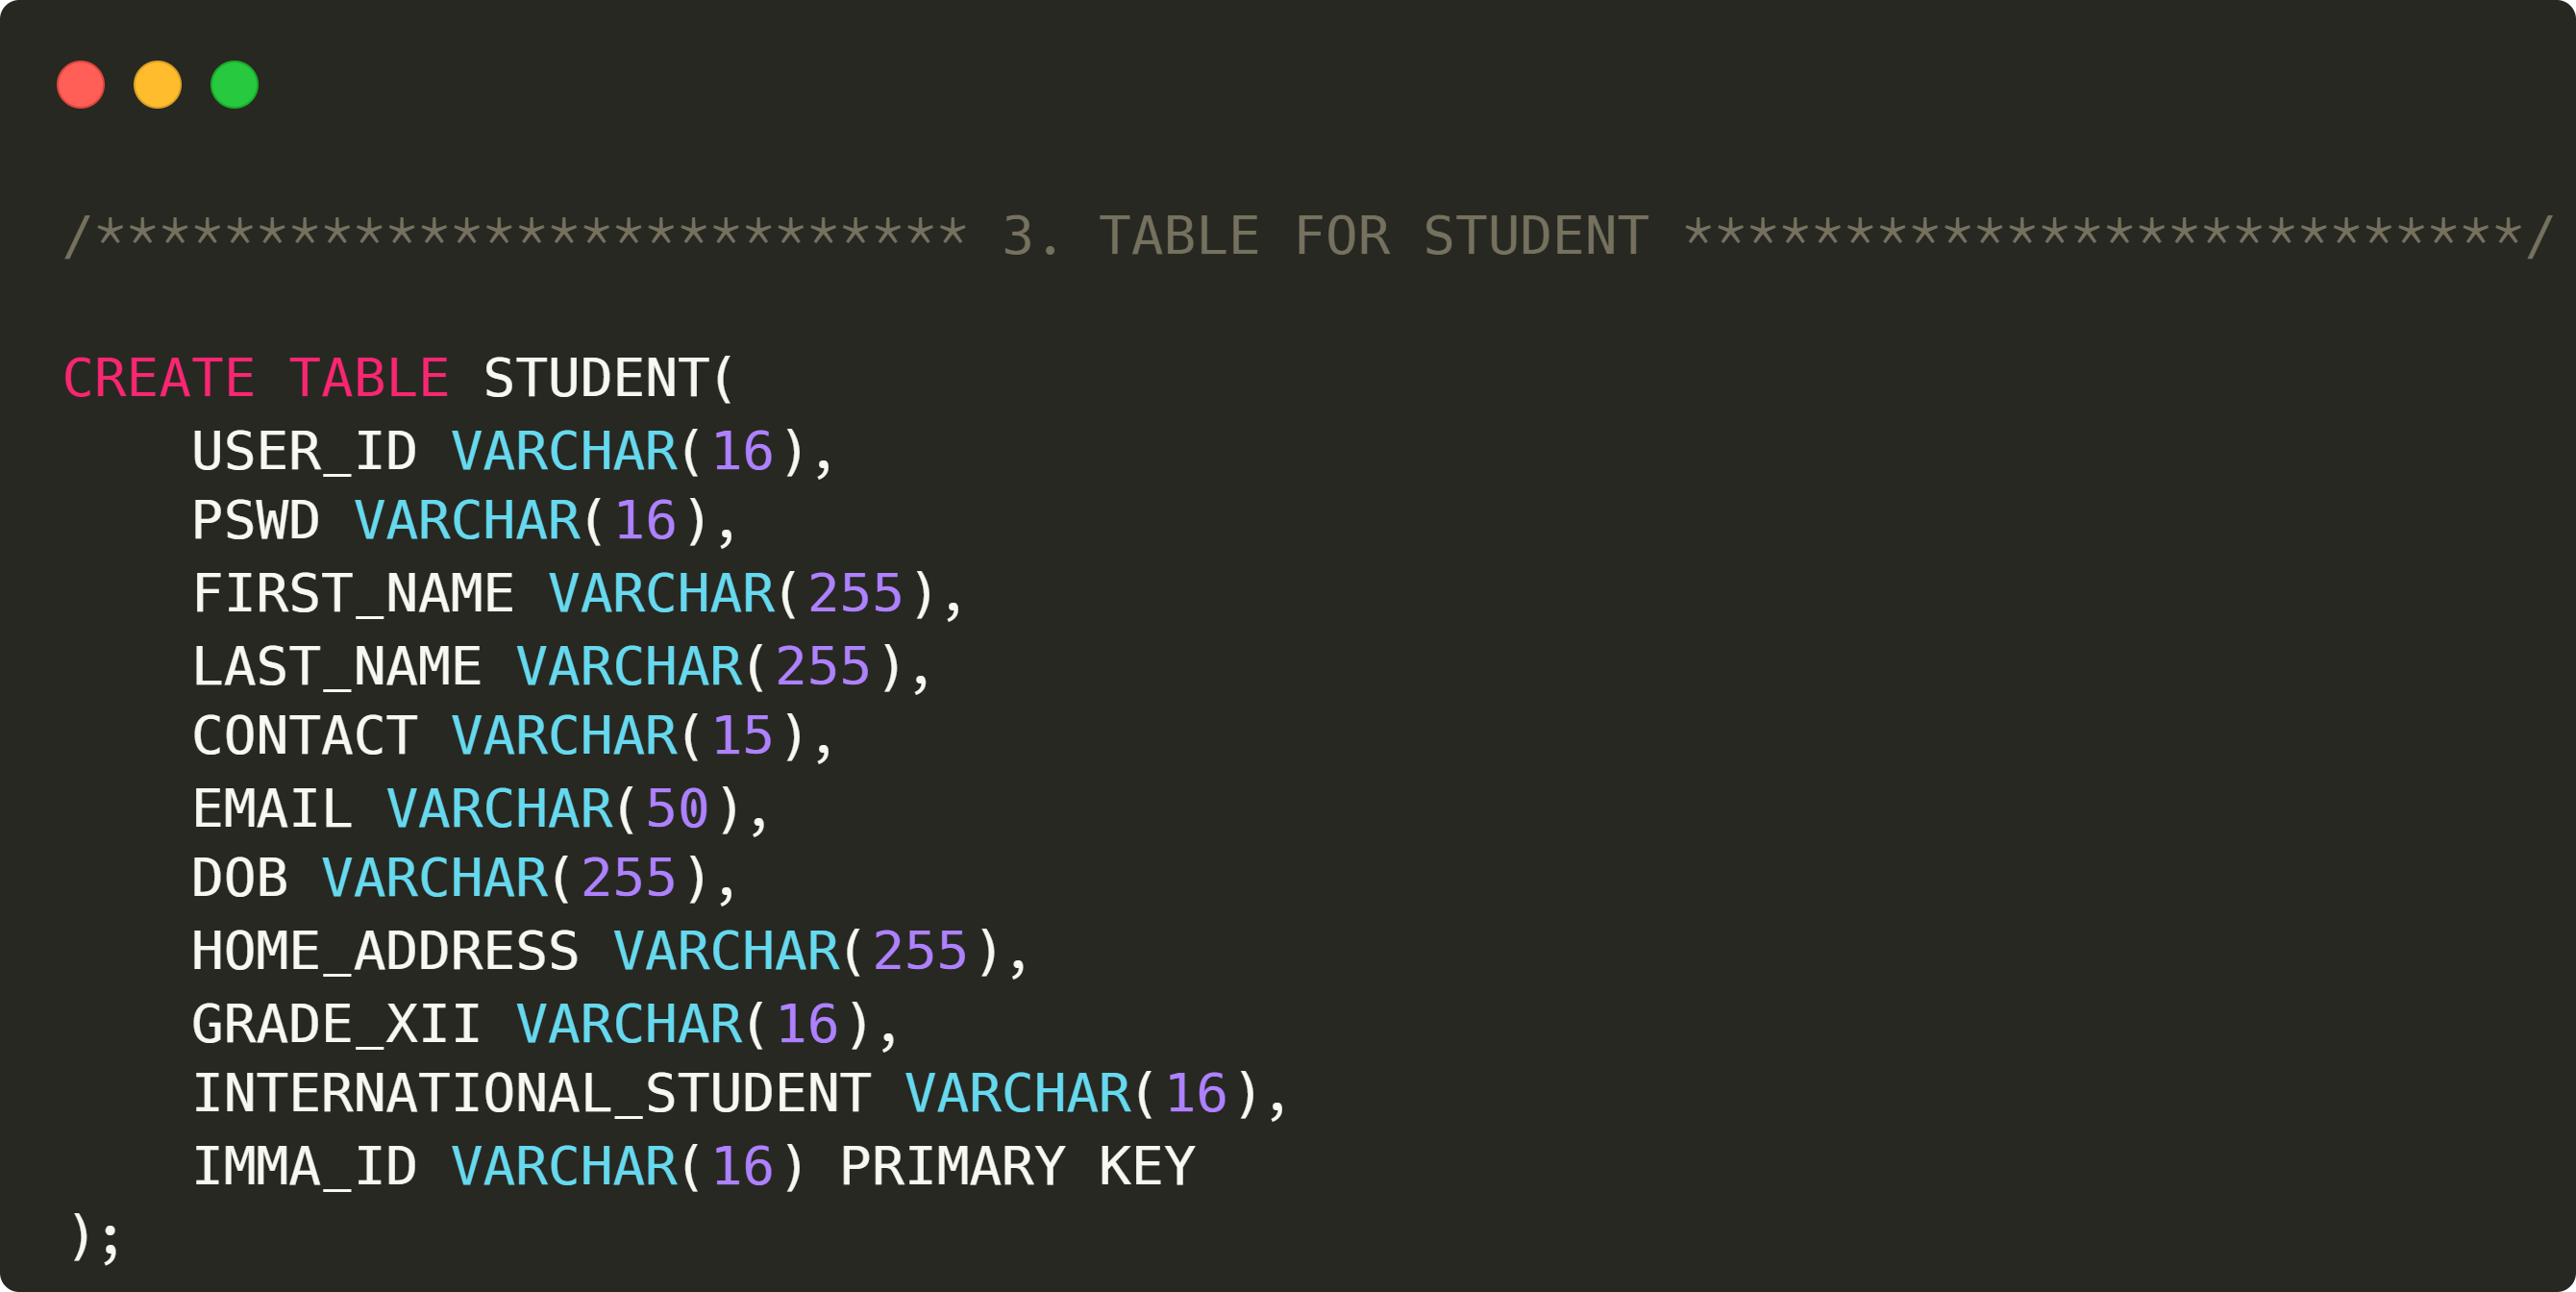 /*************************** 3. TABLE FOR STUDENT **************************/
CREATE TABLE STUDENT(
USER_ID VARCHAR(16),
PSWD VARCHAR(16),
FIRST_NAME VARCHAR(255),
LAST_NAME VARCHAR(255),
CONTACT VARCHAR(15),
EMAIL VARCHAR(50),
DOB VARCHAR(255),
HOME_ADDRESS VARCHAR(255),
GRADE_XII VARCHAR(16),
INTERNATIONAL_STUDENT VARCHAR(16),
IMMA_ID VARCHAR(16) PRIMARY KEY
);